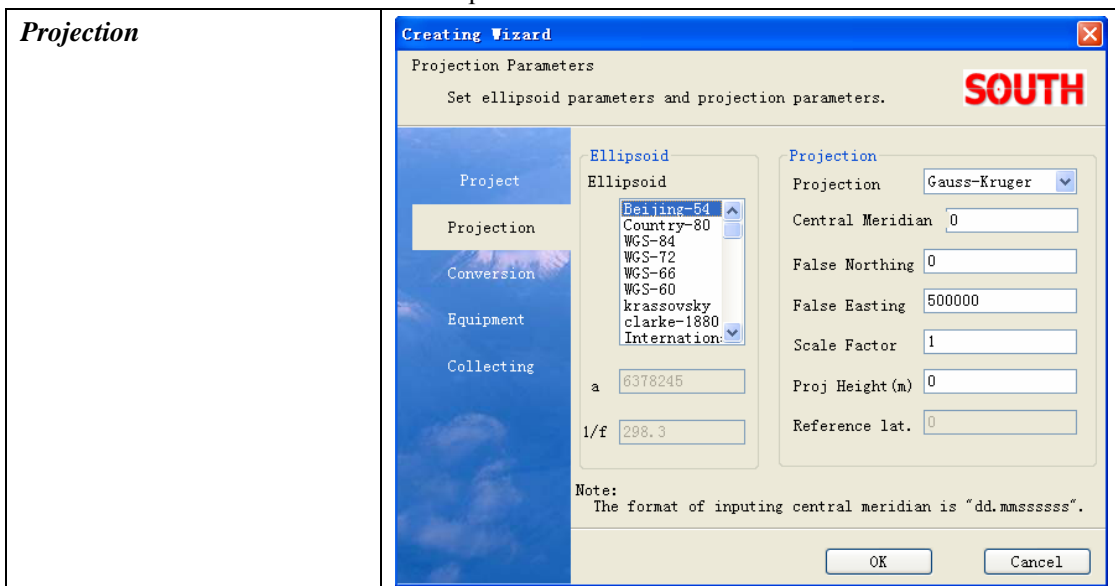 Projection
Creating Wizard
Projection Parameters
Set ellipsoid parameters and projection parameters.
SOUTH
Project
Projection
Conversion
Equipment
Collecting
Ellipsoid
Ellipsoid
Beijing-54
Country-80
WGS-84
WGS-72
WGS-66
WGS-60
krassovsky
clarke-1880
Internation
a 6378245
1/f 298.3
Projection
Projection Gauss-Kruger
Central Meridian 0
False Northing 0
False Easting 500000
Scale Factor 1
Proj Height(m) 0
Reference lat. 0
Note:
The format of inputing central meridian is "dd.mmssssss".
OK Cancel